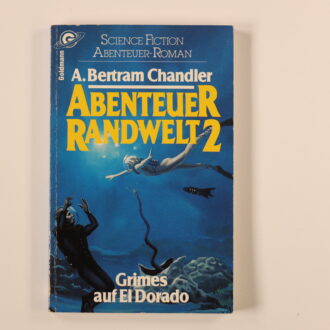 Goldmann
SCIENCE FICTION
ABENTEUER-ROMAN
A. Bertram Chandler
ABENTEUER
RANDWELT 2
Grimes
auf El Dorado